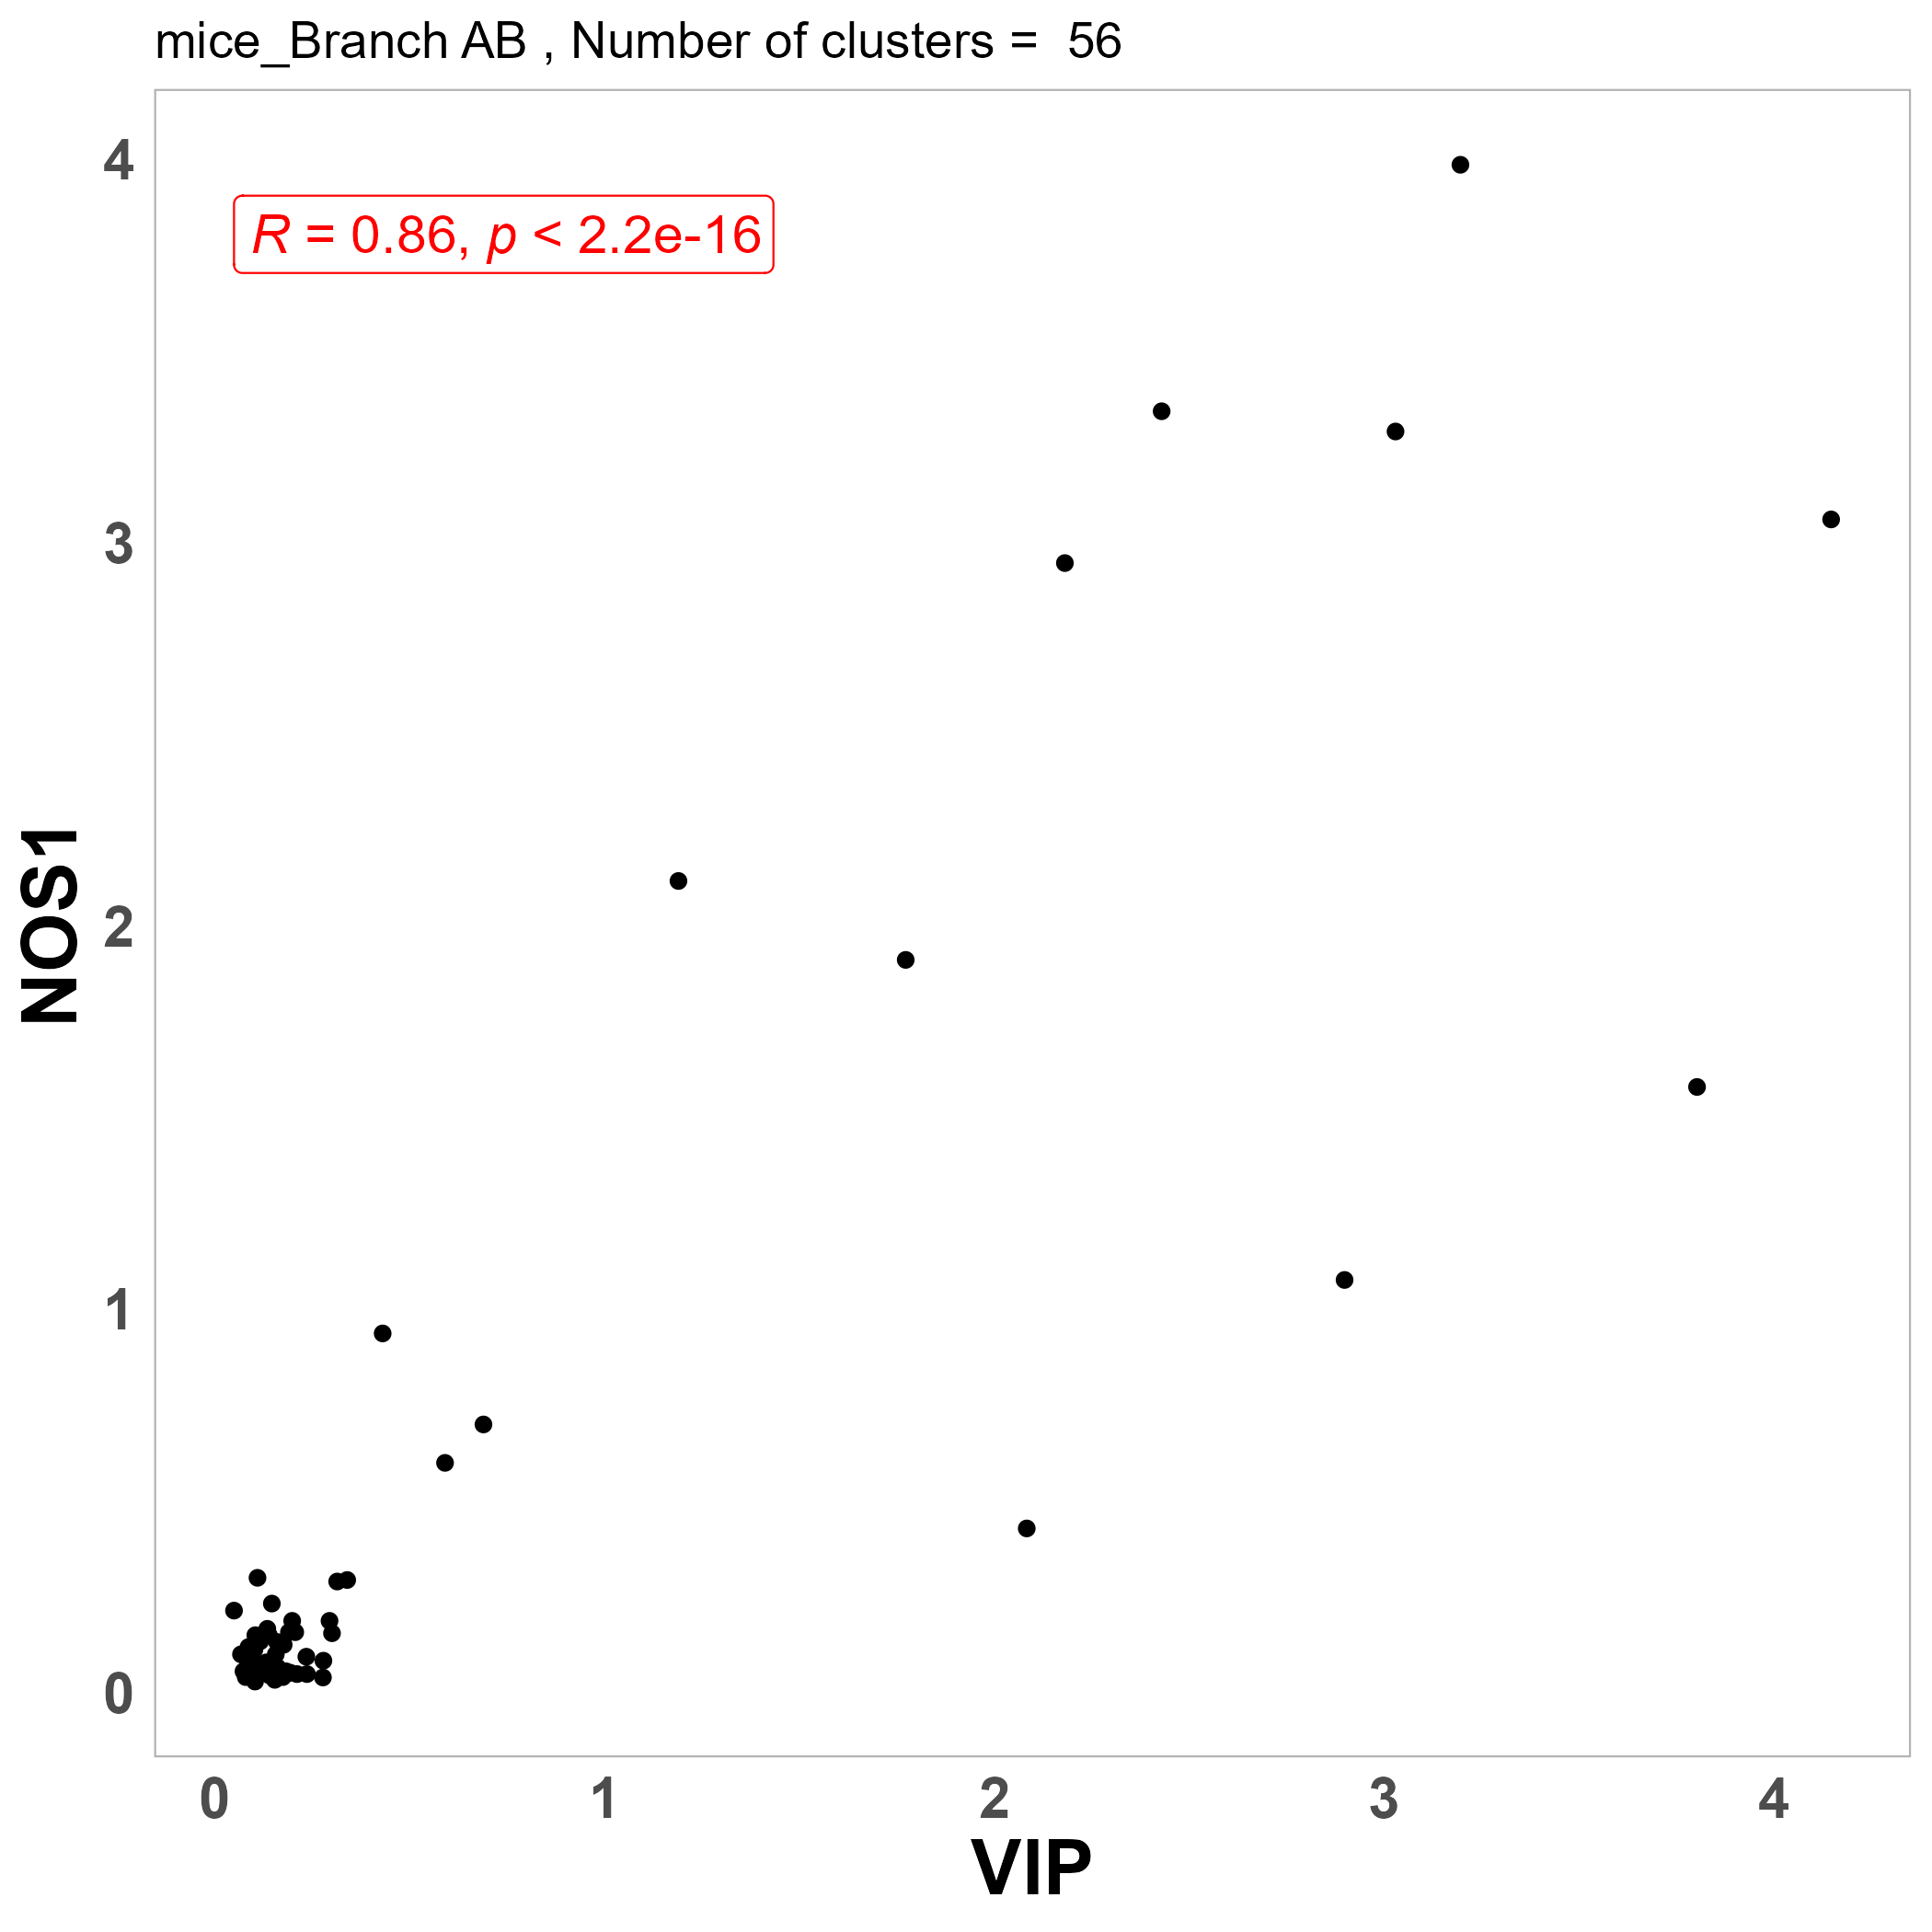 mice_Branch AB , Number of clusters =  56
R = 0.86, p < 2.2e-16
4
3
2
1
0
NOS1
0 1 2 3 4
VIP